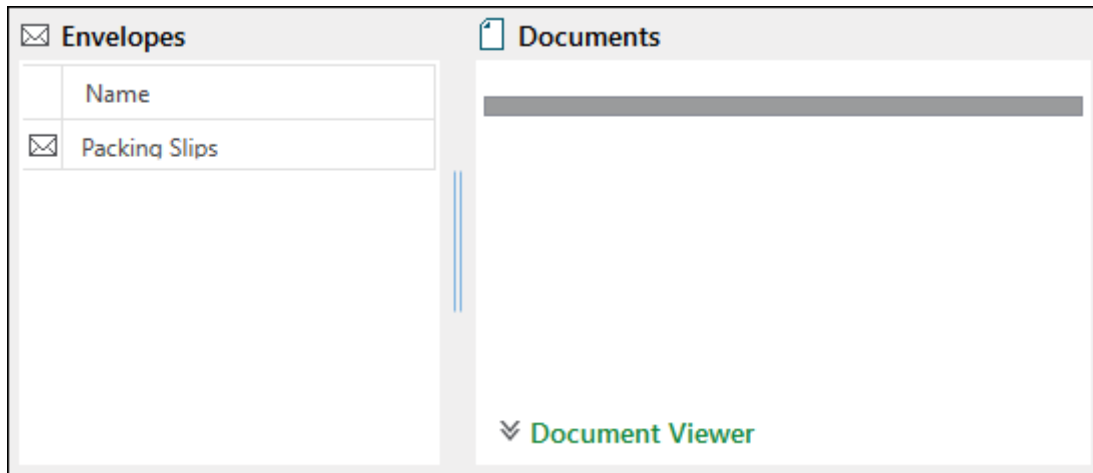 Envelopes
Documents
Name
Packing Slips
Document Viewer